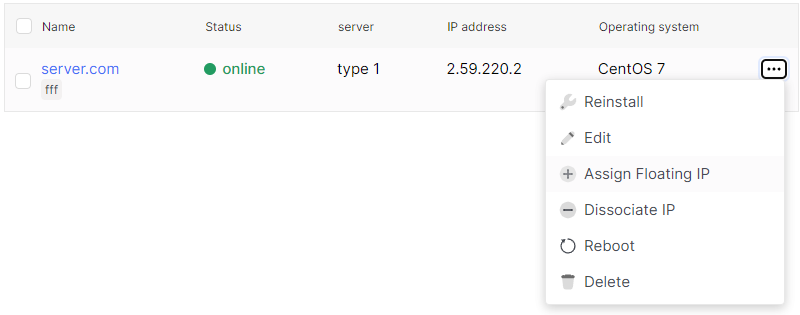 Name Status server IP address Operating system
server.com online type 1 2.59.220.2 CentOS 7
fff
Reinstall
Edit
Assign Floating IP
Dissociate IP
Reboot
Delete